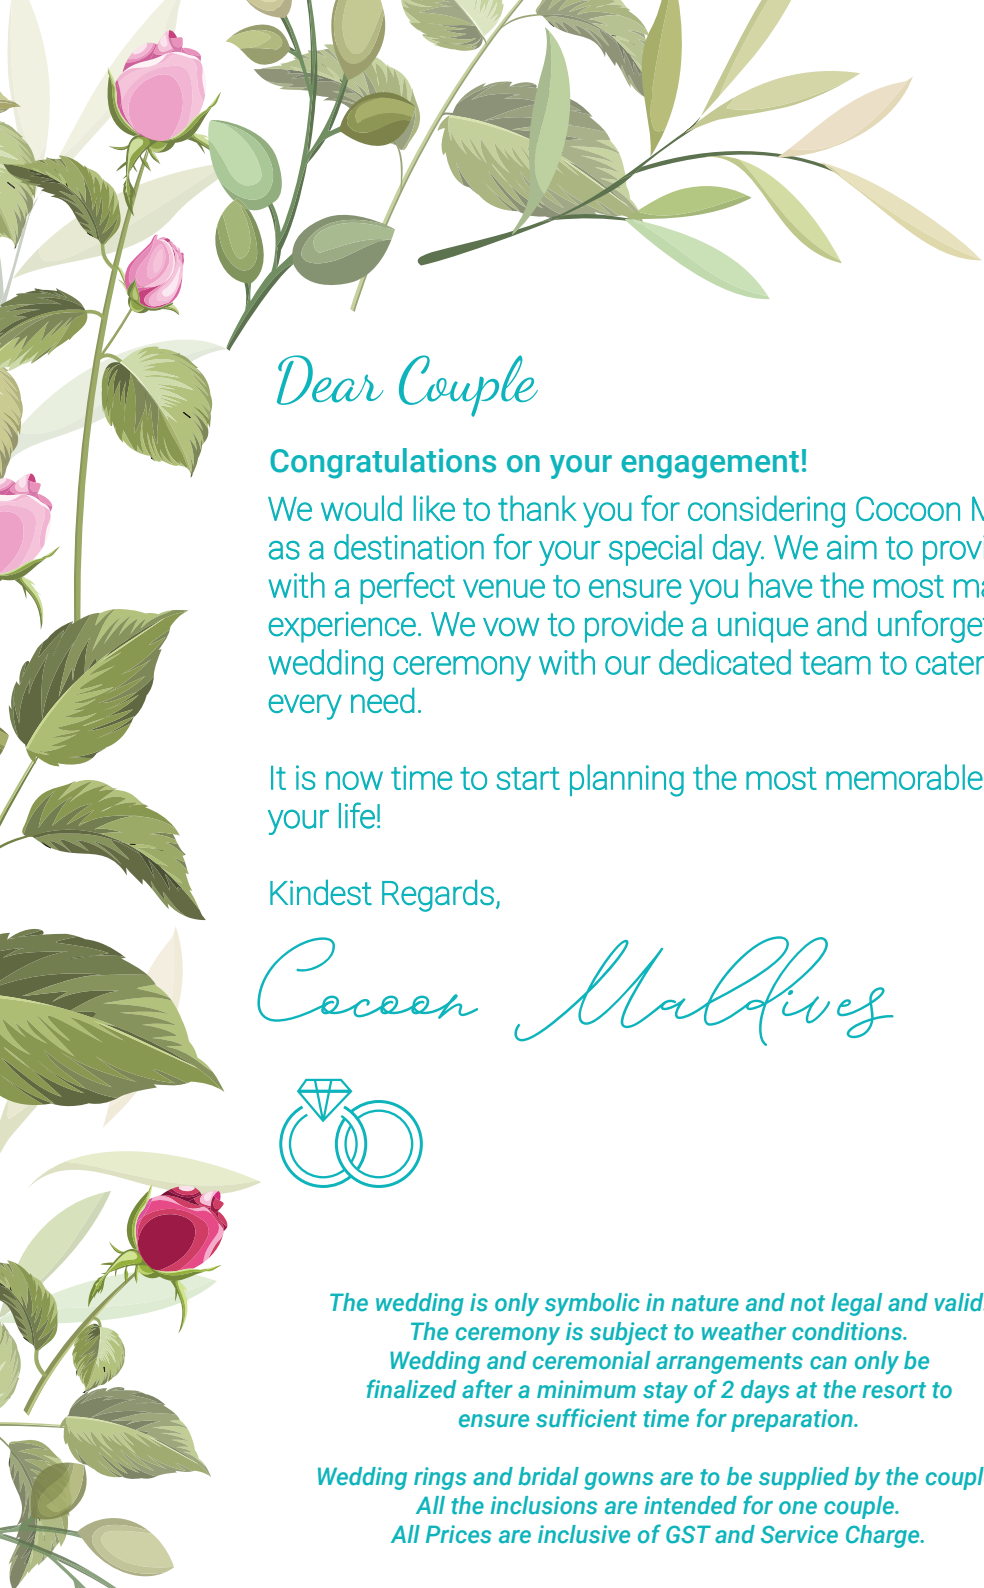 Dear Couple
Congratulations on your engagement!
We would like to thank you for considering Cocoon
as a destination for your special day. We aim to
with a perfect venue to ensure you have the most
experience. We vow to provide a unique and
wedding ceremony with our dedicated team to cater
every need.
It is now time to start planning the most memorable
your life!
Kindest Regards,
Cocoon Maldives
The wedding is only symbolic in nature and not legal and valid.
The ceremony is subject to weather conditions.
Wedding and ceremonial arrangements can only be
finalized after a minimum stay of 2 days at the resort to
ensure sufficient time for preparation.
Wedding rings and bridal gowns are to be supplied by the
All the inclusions are intended for one couple.
All Prices are inclusive of GST and Service Charge.